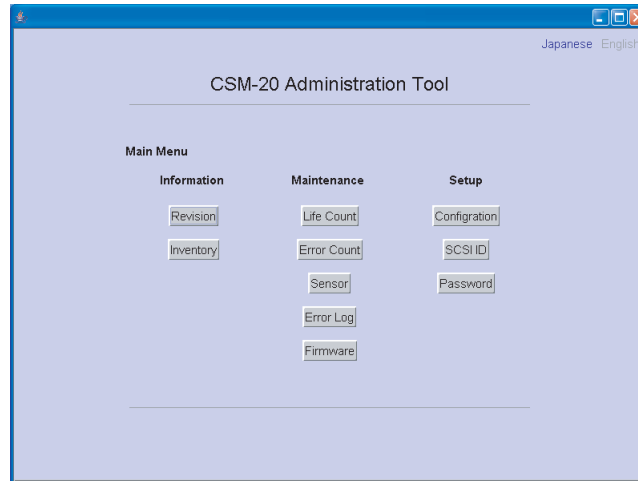 Japanese English
CSM-20 Administration Tool
Main Menu
Information Maintenance Setup
Revision Life Count Configration
Inventory Error Count SCSI ID
Sensor Password
Error Log
Firmware